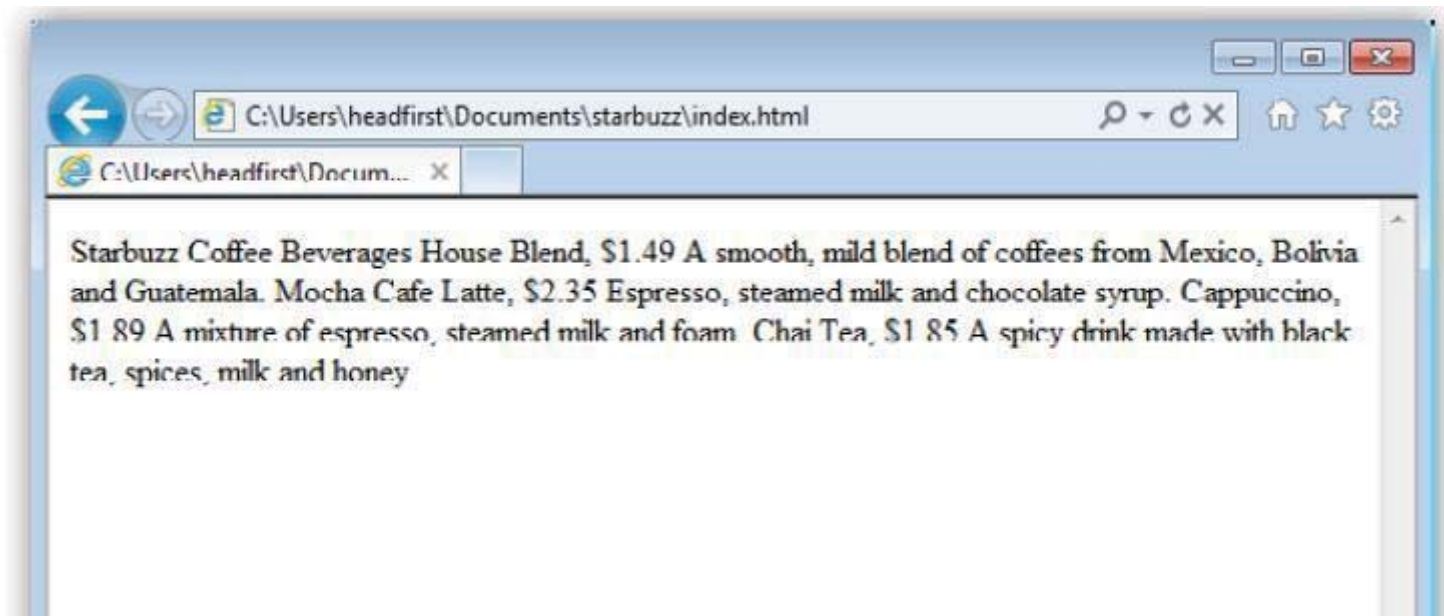 C:\Users\headfirst\Documents\starbuzz\index.html
C:\Users\headfirst\Docum...
Starbuzz Coffee Beverages House Blend, $1.49 A smooth, mild blend of coffees from Mexico, Bolivia
and Guatemala. Mocha Cafe Latte, $2.35 Espresso, steamed milk and chocolate syrup. Cappuccino,
$1.89 A mixture of espresso, steamed milk and foam. Chai Tea, $1.85 A spicy drink made with black
tea, spices, milk and honey